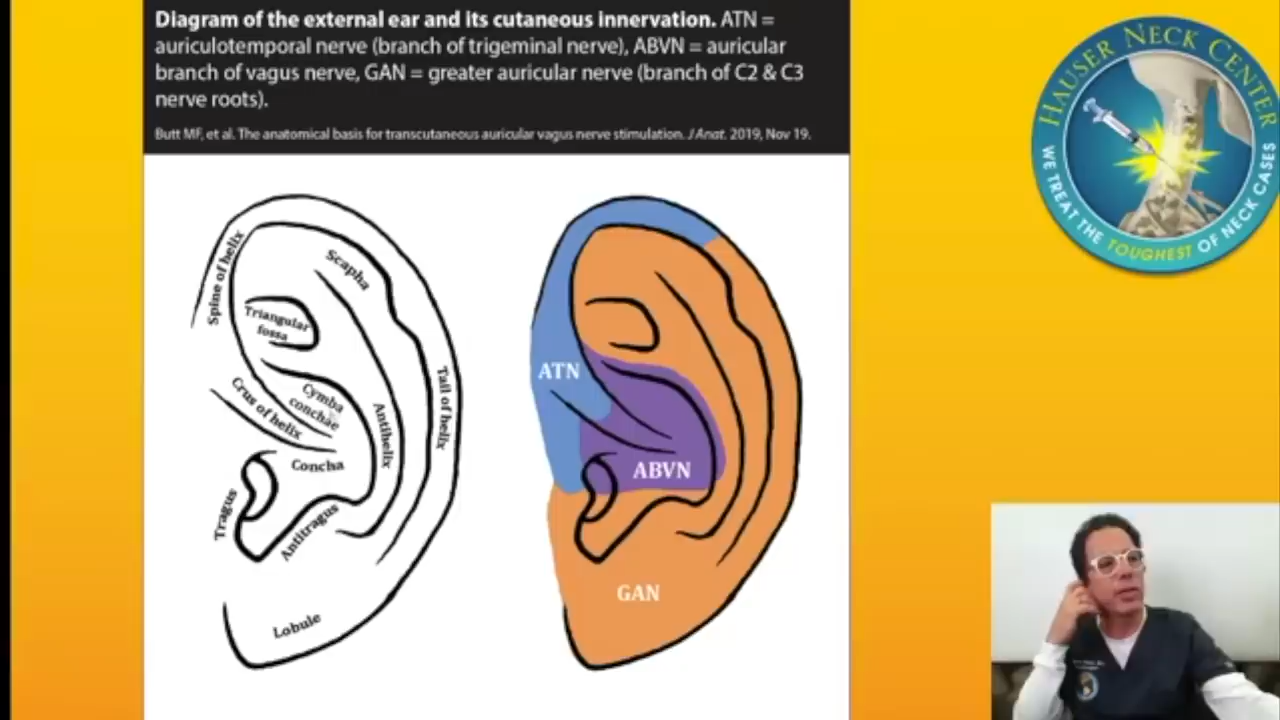 Diagram of the external ear and its cutaneous innervation. ATN =
auriculotemporal nerve (branch of trigeminal nerve), ABVN = auricular
branch of vagus nerve, GAN = greater auricular nerve (branch of C2 & C3
nerve roots).
Butt MF, et al. The anatomical basis for transcutaneous auricular vagus nerve stimulation. J Anat. 2019, Nov 19.
HAUSER NECK CENTER
WE TREAT THE TOUGHEST OF NECK CASES
Spine of helix
Scapha
Triangular
fossa
Cymba
conchae
Crus of helix
Antihelix
Tail of helix
Concha
Tragus
Antitragus
Lobule
ATN
ABVN
GAN